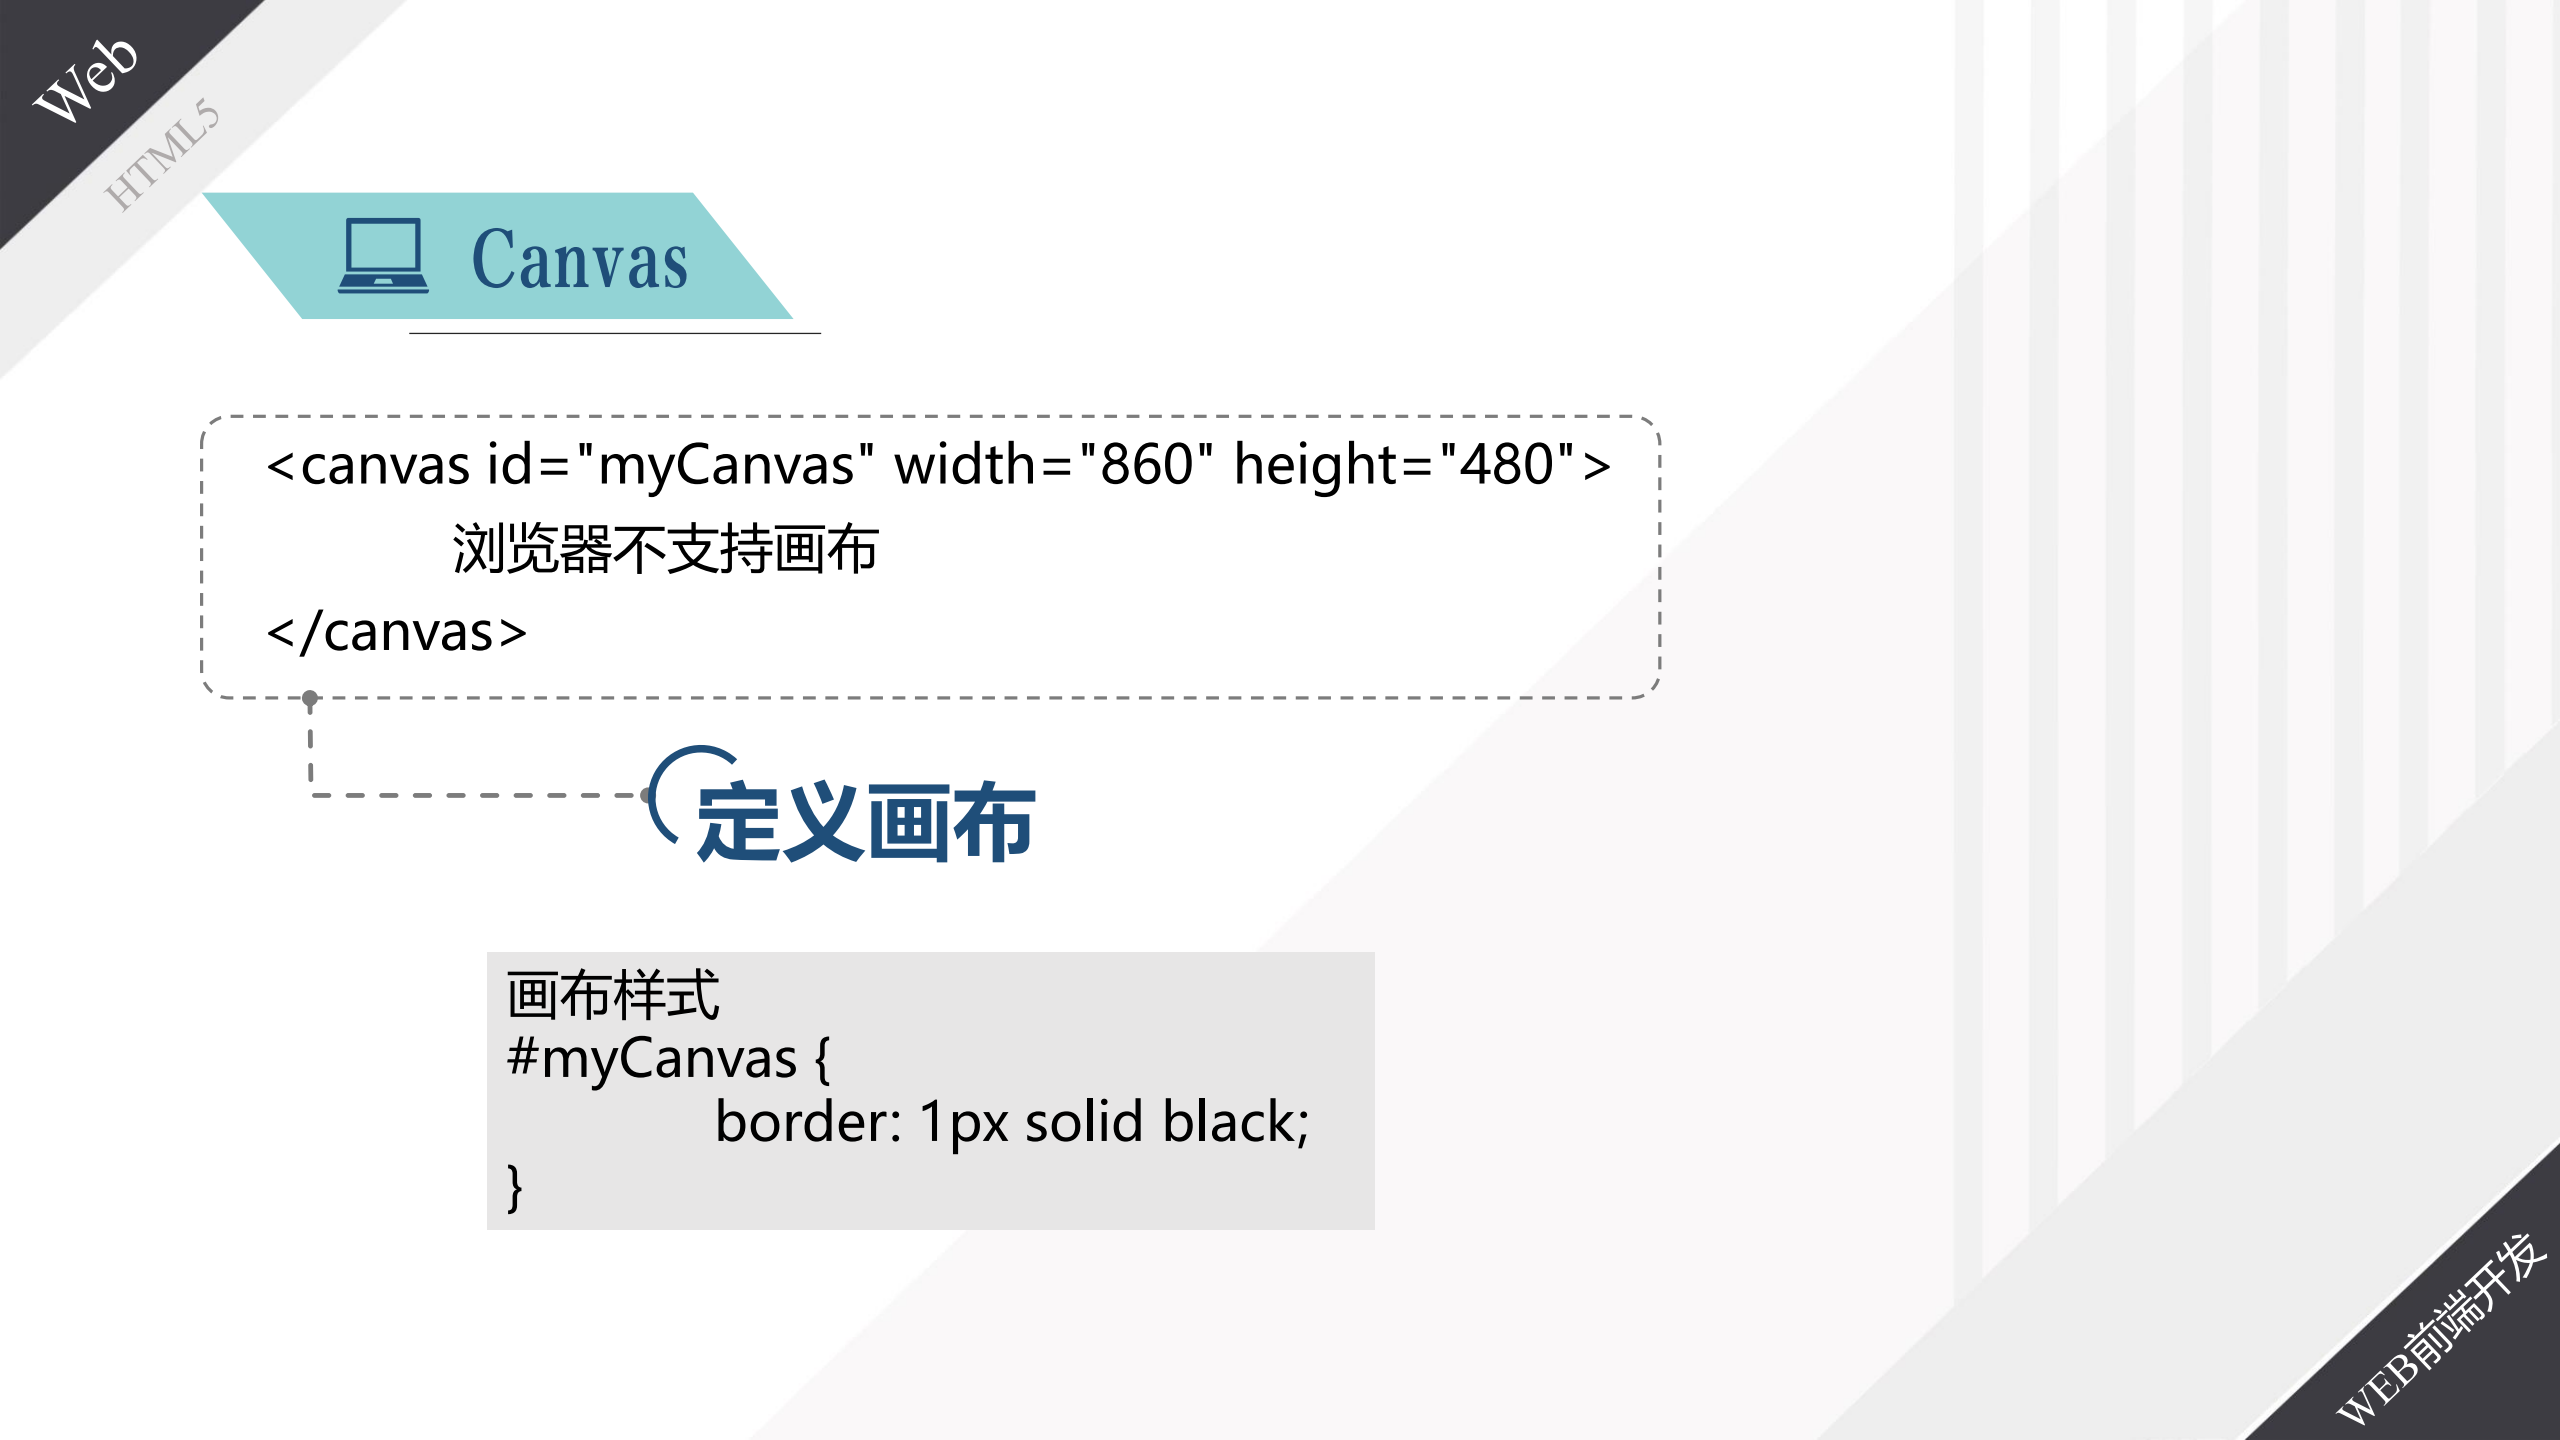 Web
HTML5
Canvas
<canvas id="myCanvas" width="860" height="480">
浏览器不支持画布
</canvas>
定义画布
画布样式
#myCanvas {
border: 1px solid black;
}
WEB前端开发